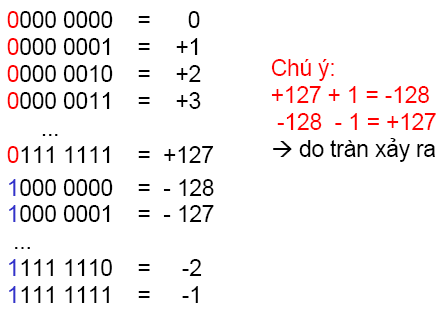 0000 0000 = 0
0000 0001 = +1
0000 0010 = +2
0000 0011 = +3
...
0111 1111 = +127
1000 0000 = - 128
1000 0001 = - 127
...
1111 1110 = -2
1111 1111 = -1
Chú ý:
+127 + 1 = -128
-128 - 1 = +127
→ do tràn xảy ra